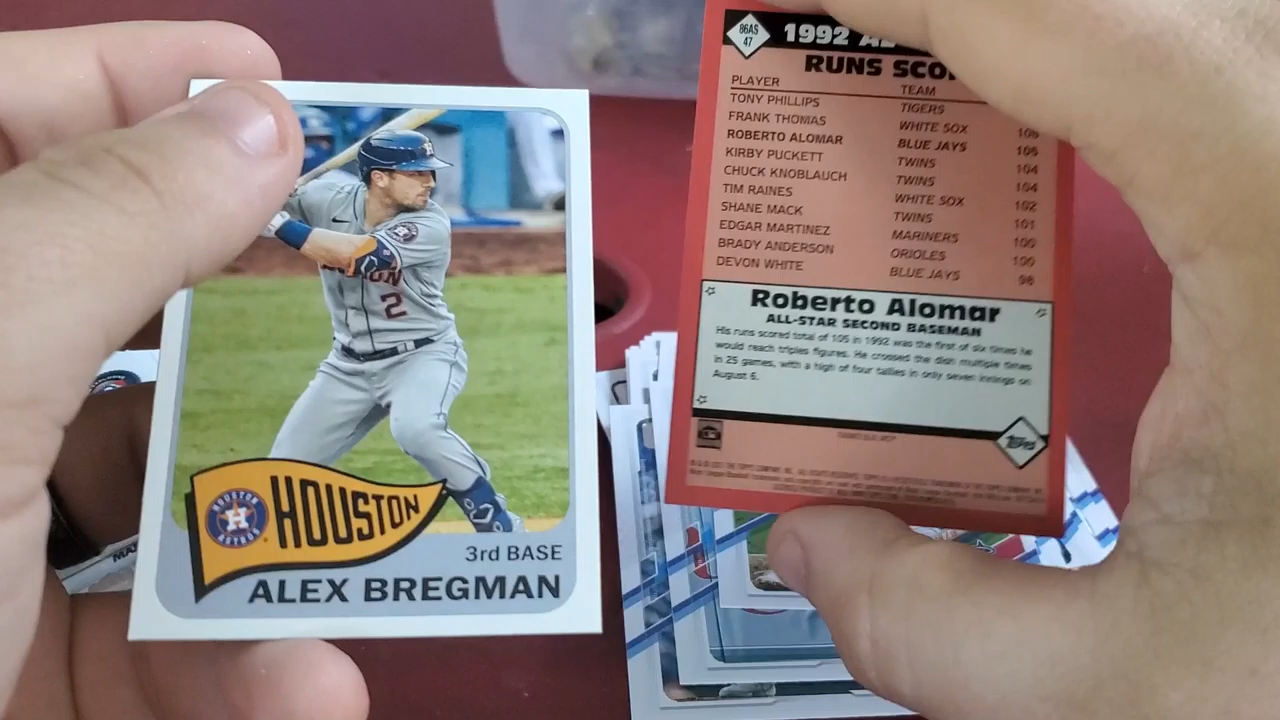 HOUSTON
2
HOUSTON
ASTROS
HOUSTON
3rd BASE
ALEX BREGMAN
86AS
47
1992
RUNS
PLAYER TEAM
TONY PHILLIPS TIGERS
FRANK THOMAS WHITE SOX 108
ROBERTO ALOMAR BLUE JAYS 105
KIRBY PUCKETT TWINS 104
CHUCK KNOBLAUCH TWINS 104
TIM RAINES WHITE SOX 102
SHANE MACK TWINS 101
EDGAR MARTINEZ MARINERS 100
BRADY ANDERSON ORIOLES 100
DEVON WHITE BLUE JAYS 98
Roberto Alomar
ALL-STAR SECOND BASEMAN
His runs scored total of 105 in 1992 was the first of six times he
would reach triples figures. He crossed the dish multiple times
in 25 games, with a high of four tallies in only seven innings on
August 6.
Topps